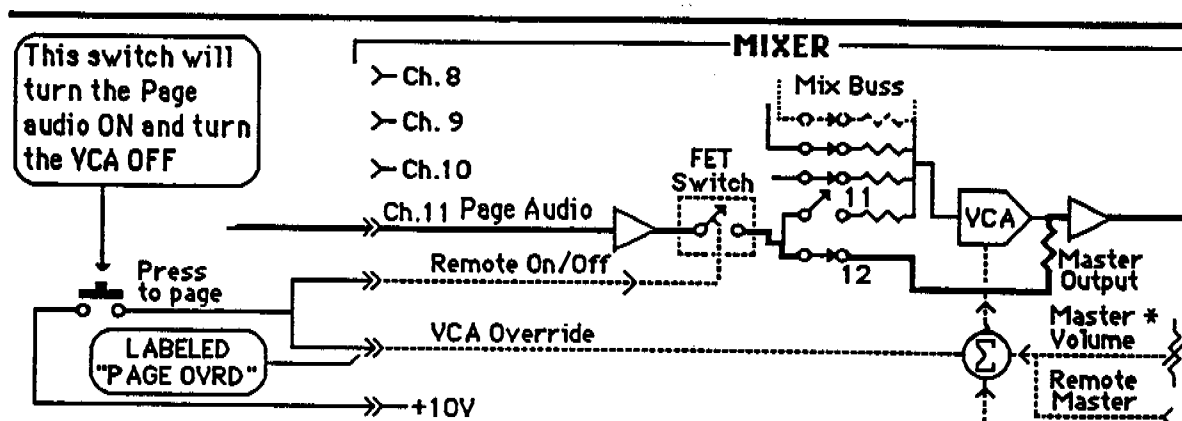 This switch will
turn the Page
audio ON and turn
the VCA OFF
MIXER
Ch. 8
Ch. 9
Ch.10
Mix Buss
FET
Switch
11
Ch.11 Page Audio
VCA
Remote On/Off
12
Master
Output
Press
to page
LABELED
"PAGE OVRD"
VCA Override
Σ
Master *
Volume
Remote
Master
+10V